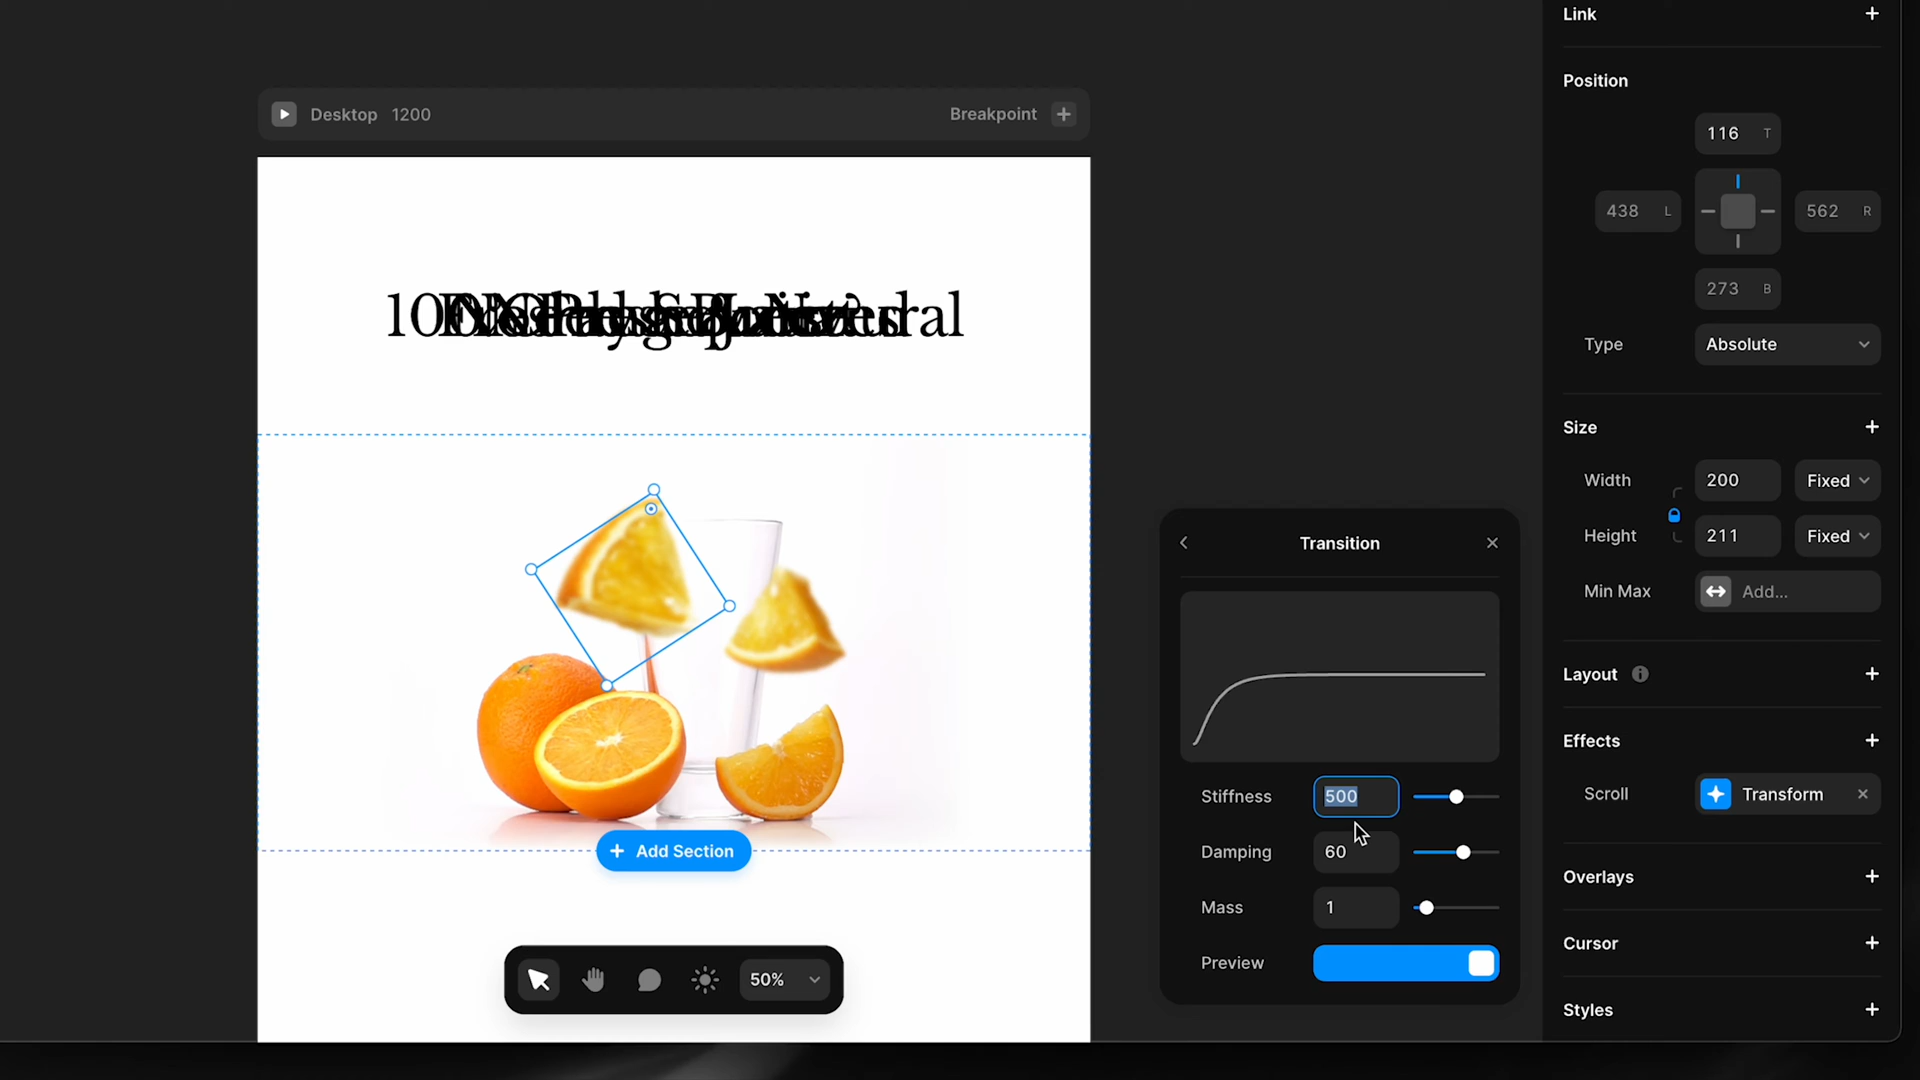 Link
Position
Desktop 1200
Breakpoint
116 T
438 L
562 R
273 B
Type Absolute
Size
Width 200 Fixed
Height 211 Fixed
Min Max Add...
Layout
Effects
Scroll Transform
Overlays
Cursor
Styles
Transition
Stiffness 500
Damping 60
Mass 1
Preview
Add Section
50%